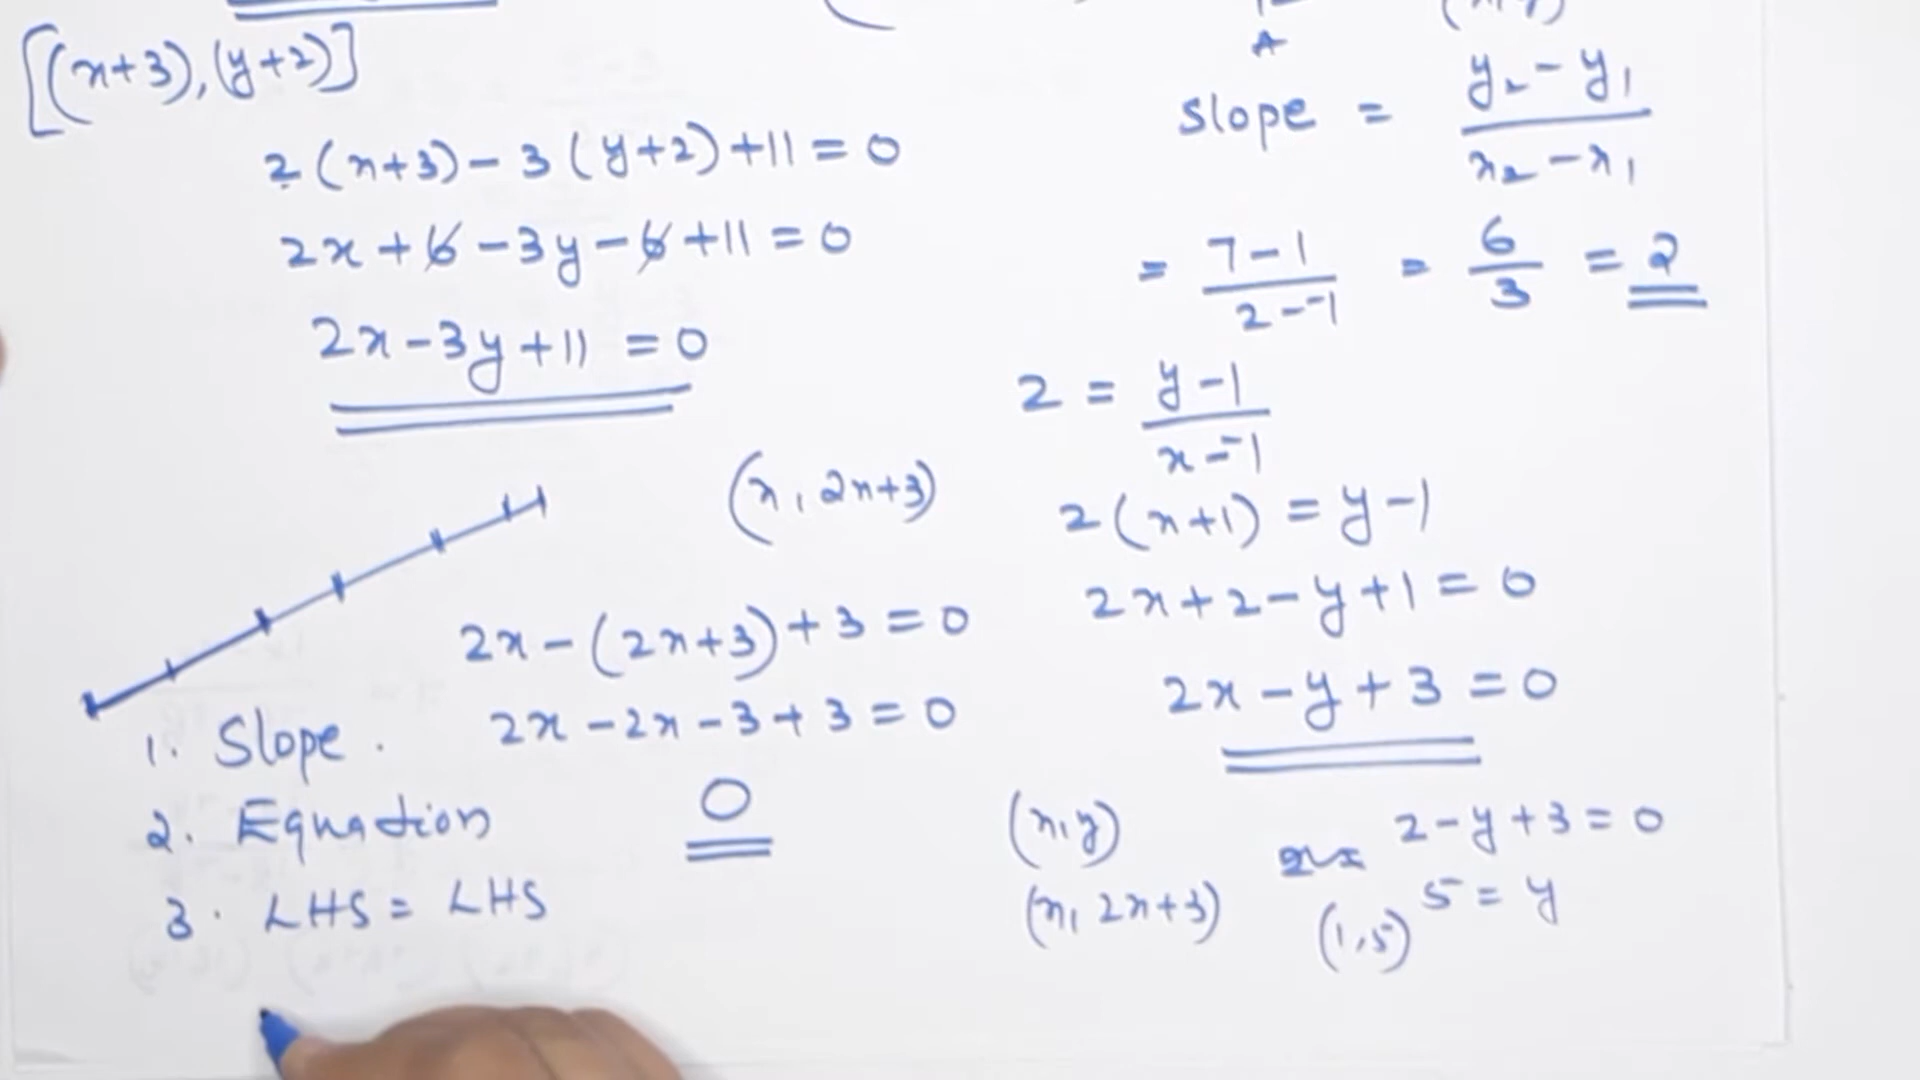 [(x+3),(y+2)]
2(x+3)-3(y+2)+11=0
2x+6-3y-6+11=0
2x-3y+11=0
(x, 2x+3)
2x-(2x+3)+3=0
2x-2x-3+3=0
0
1. Slope.
2. Equation
3. LHS = LHS
A
slope = y₂-y₁/x₂-x₁
= 7-1/2--1 = 6/3 = 2
2 = y-1/x--1
2(x+1)=y-1
2x+2-y+1=0
2x-y+3=0
(x,y)
(x, 2x+3)
2-y+3=0
5=y
(1,5)